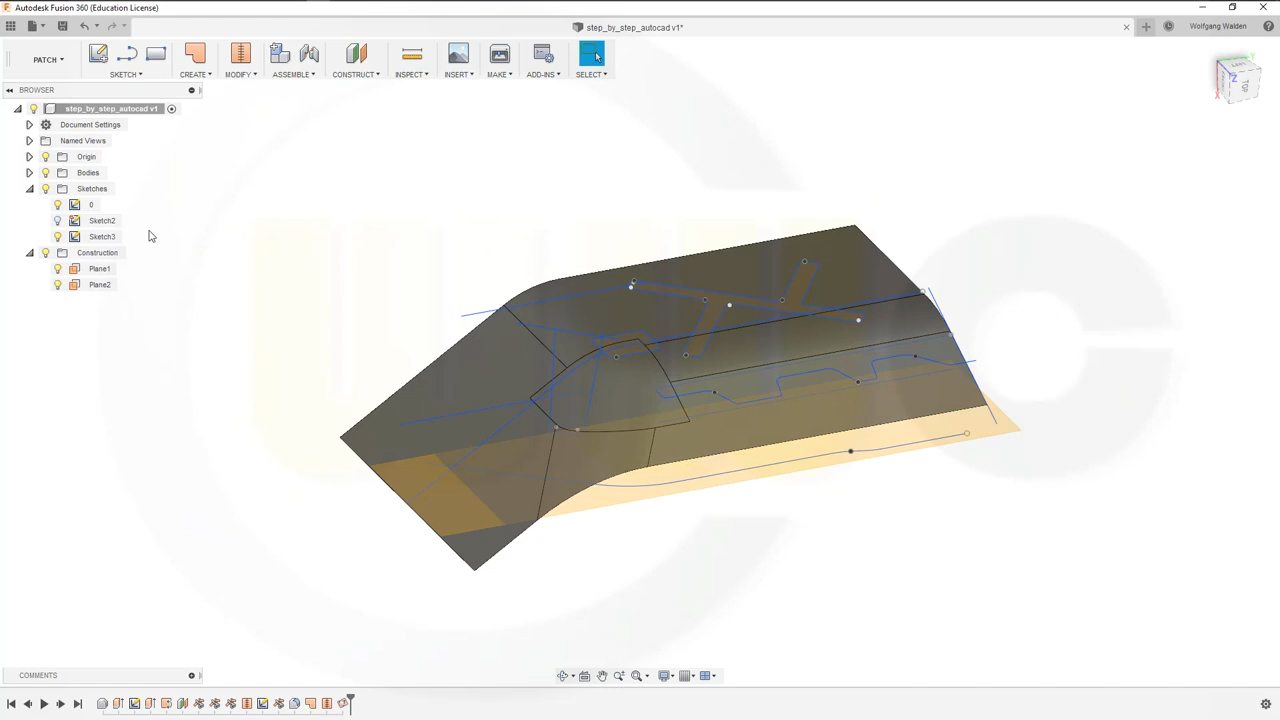 Autodesk Fusion 360 (Education License)
step_by_step_autocad v1*
Wolfgang Walden
PATCH
SKETCH
CREATE
MODIFY
ASSEMBLE
CONSTRUCT
INSPECT
INSERT
MAKE
ADD-INS
SELECT
BROWSER
step_by_step_autocad v1
Document Settings
Named Views
Origin
Bodies
Sketches
0
Sketch2
Sketch3
Construction
Plane1
Plane2
LEFT
TOP
X
Y
Z
COMMENTS